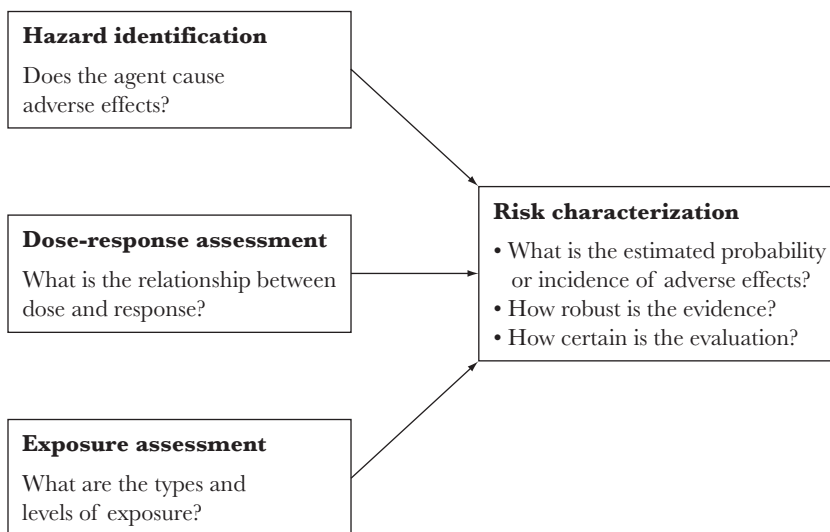 Hazard identification
Does the agent cause
adverse effects?
Dose-response assessment
What is the relationship between
dose and response?
Exposure assessment
What are the types and
levels of exposure?
Risk characterization
• What is the estimated probability
or incidence of adverse effects?
• How robust is the evidence?
• How certain is the evaluation?